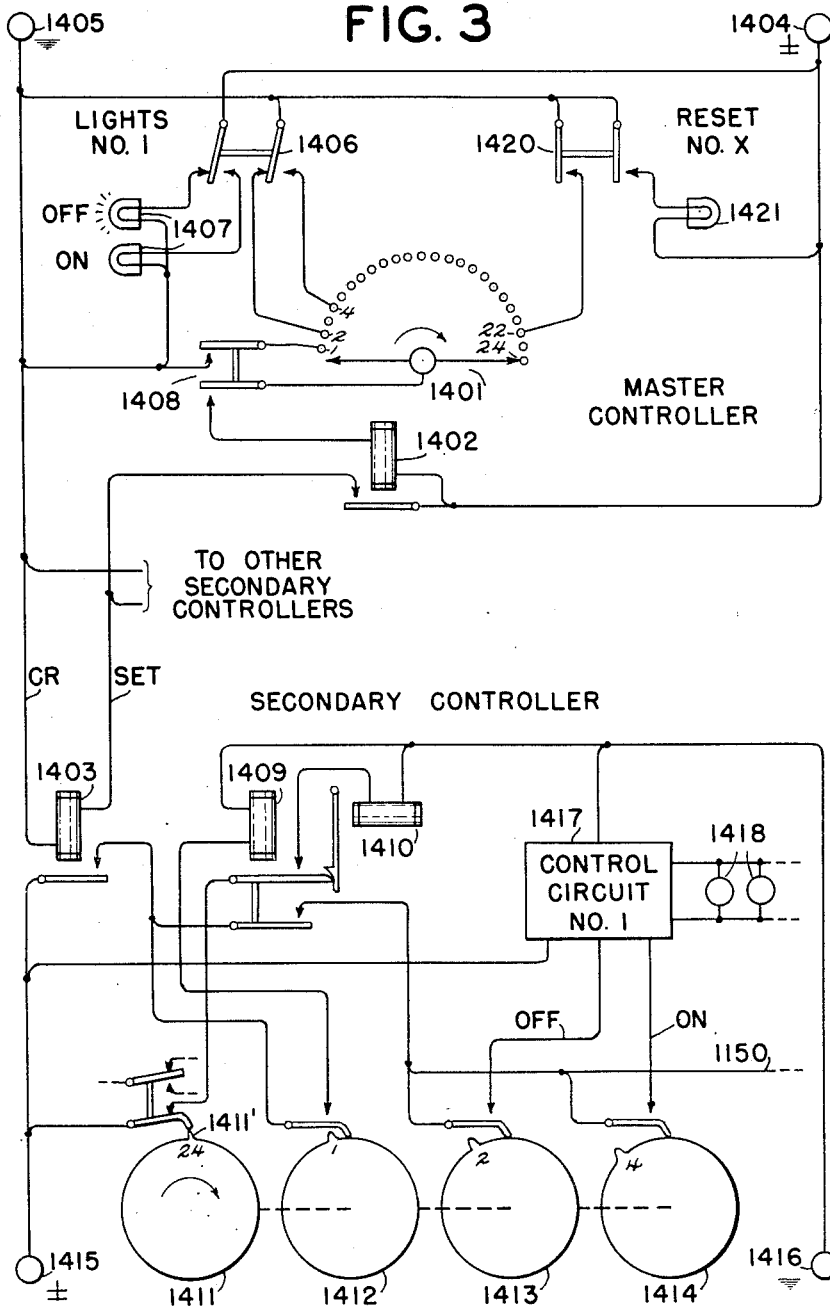 FIG. 3
1405
1404
LIGHTS
NO. 1
1406
1420
RESET
NO. X
OFF
1407
1421
ON
4
2
1
22
24
1408
1401
MASTER
CONTROLLER
1402
TO OTHER
SECONDARY
CONTROLLERS
CR
SET
SECONDARY CONTROLLER
1403
1409
1410
1417
1418
CONTROL
CIRCUIT
NO. 1
OFF
ON
1150
1411'
24
1
2
4
1415
1416
1411
1412
1413
1414